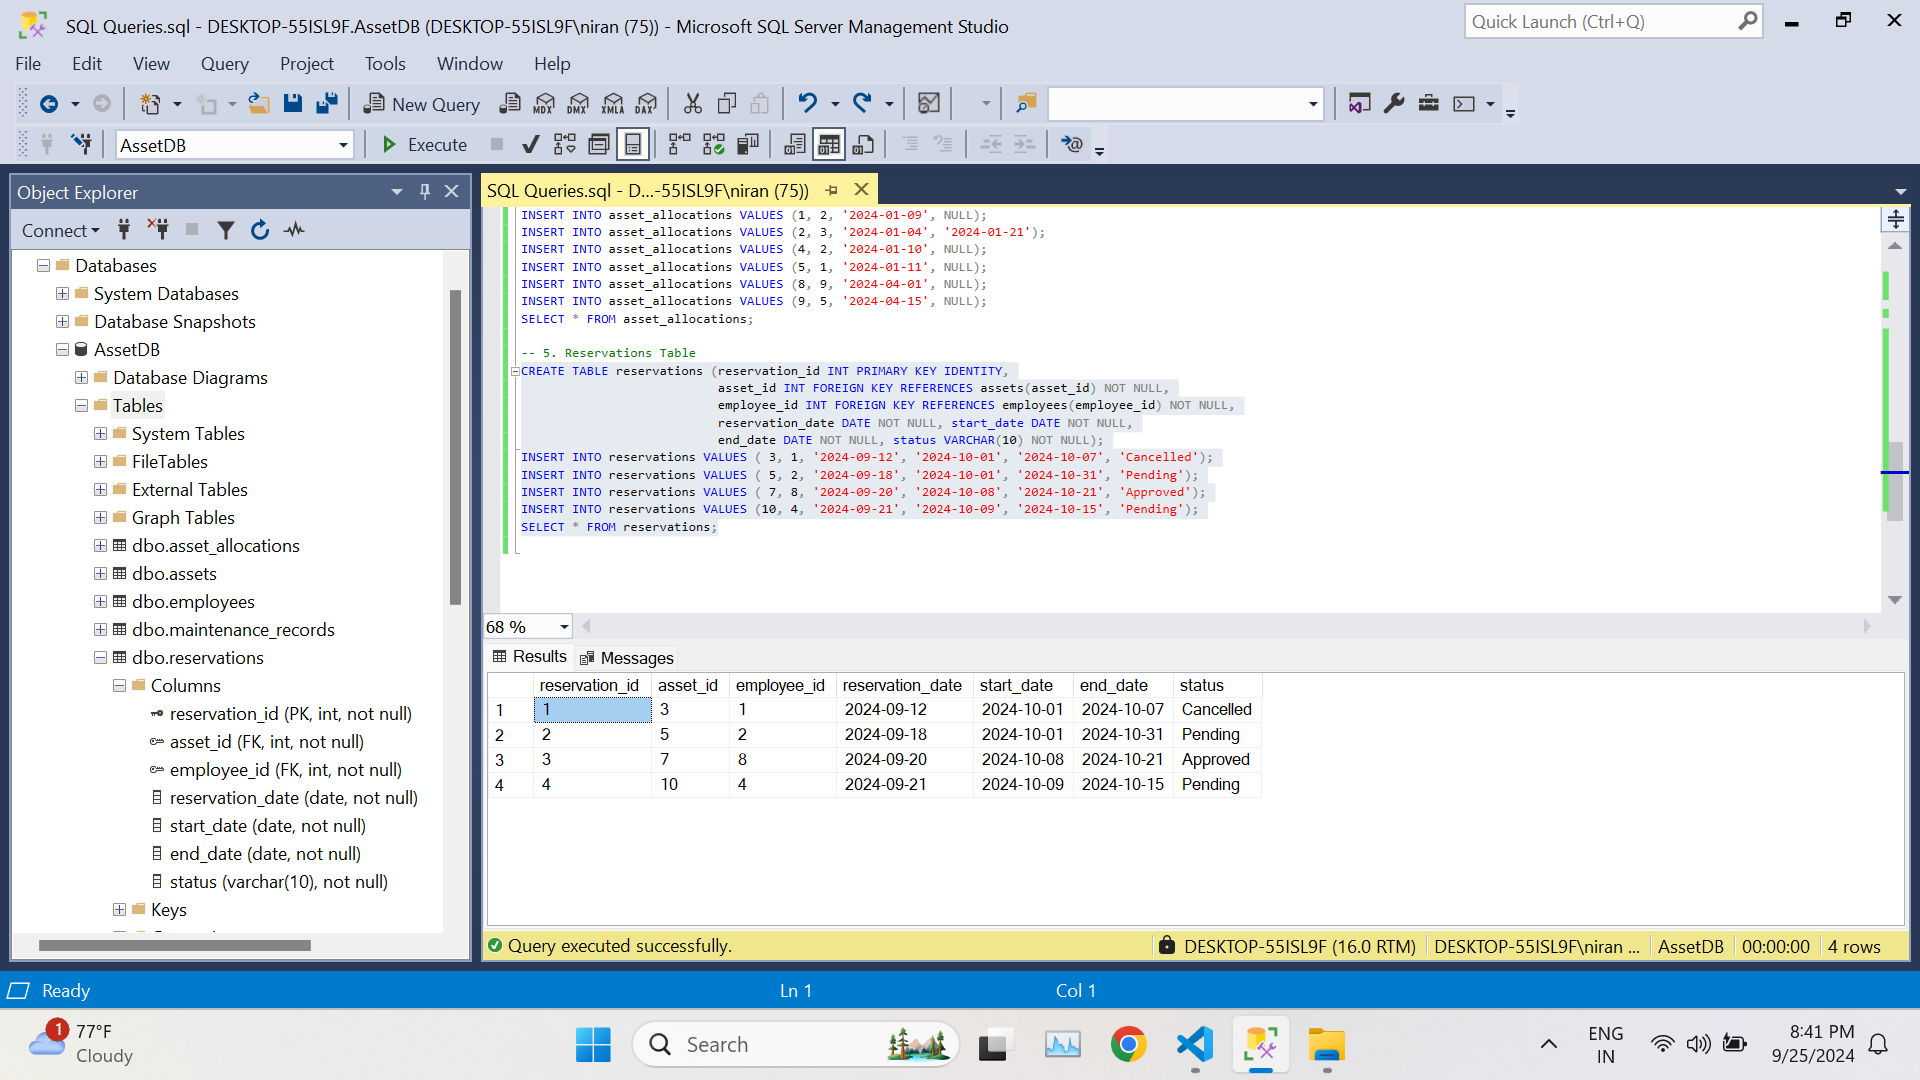 SQL Queries.sql - DESKTOP-55ISL9F.AssetDB (DESKTOP-55ISL9F\niran (75)) - Microsoft SQL Server Management Studio
Quick Launch (Ctrl+Q)
File Edit View Query Project Tools Window Help
New Query MDX DMX XMLA DAX
AssetDB Execute
Object Explorer
Connect
Databases
System Databases
Database Snapshots
AssetDB
Database Diagrams
Tables
System Tables
FileTables
External Tables
Graph Tables
dbo.asset_allocations
dbo.assets
dbo.employees
dbo.maintenance_records
dbo.reservations
Columns
reservation_id (PK, int, not null)
asset_id (FK, int, not null)
employee_id (FK, int, not null)
reservation_date (date, not null)
start_date (date, not null)
end_date (date, not null)
status (varchar(10), not null)
Keys
SQL Queries.sql - D...-55ISL9F\niran (75))
INSERT INTO asset_allocations VALUES (1, 2, '2024-01-09', NULL);
INSERT INTO asset_allocations VALUES (2, 3, '2024-01-04', '2024-01-21');
INSERT INTO asset_allocations VALUES (4, 2, '2024-01-10', NULL);
INSERT INTO asset_allocations VALUES (5, 1, '2024-01-11', NULL);
INSERT INTO asset_allocations VALUES (8, 9, '2024-04-01', NULL);
INSERT INTO asset_allocations VALUES (9, 5, '2024-04-15', NULL);
SELECT * FROM asset_allocations;
-- 5. Reservations Table
CREATE TABLE reservations (reservation_id INT PRIMARY KEY IDENTITY,
asset_id INT FOREIGN KEY REFERENCES assets(asset_id) NOT NULL,
employee_id INT FOREIGN KEY REFERENCES employees(employee_id) NOT NULL,
reservation_date DATE NOT NULL, start_date DATE NOT NULL,
end_date DATE NOT NULL, status VARCHAR(10) NOT NULL);
INSERT INTO reservations VALUES ( 3, 1, '2024-09-12', '2024-10-01', '2024-10-07', 'Cancelled');
INSERT INTO reservations VALUES ( 5, 2, '2024-09-18', '2024-10-01', '2024-10-31', 'Pending');
INSERT INTO reservations VALUES ( 7, 8, '2024-09-20', '2024-10-08', '2024-10-21', 'Approved');
INSERT INTO reservations VALUES (10, 4, '2024-09-21', '2024-10-09', '2024-10-15', 'Pending');
SELECT * FROM reservations;
68 %
Results Messages
reservation_id asset_id employee_id reservation_date start_date end_date status
1 1 3 1 2024-09-12 2024-10-01 2024-10-07 Cancelled
2 2 5 2 2024-09-18 2024-10-01 2024-10-31 Pending
3 3 7 8 2024-09-20 2024-10-08 2024-10-21 Approved
4 4 10 4 2024-09-21 2024-10-09 2024-10-15 Pending
Query executed successfully. DESKTOP-55ISL9F (16.0 RTM) DESKTOP-55ISL9F\niran ... AssetDB 00:00:00 4 rows
Ready Ln 1 Col 1
1 77°F
Cloudy
Search
ENG
IN
8:41 PM
9/25/2024